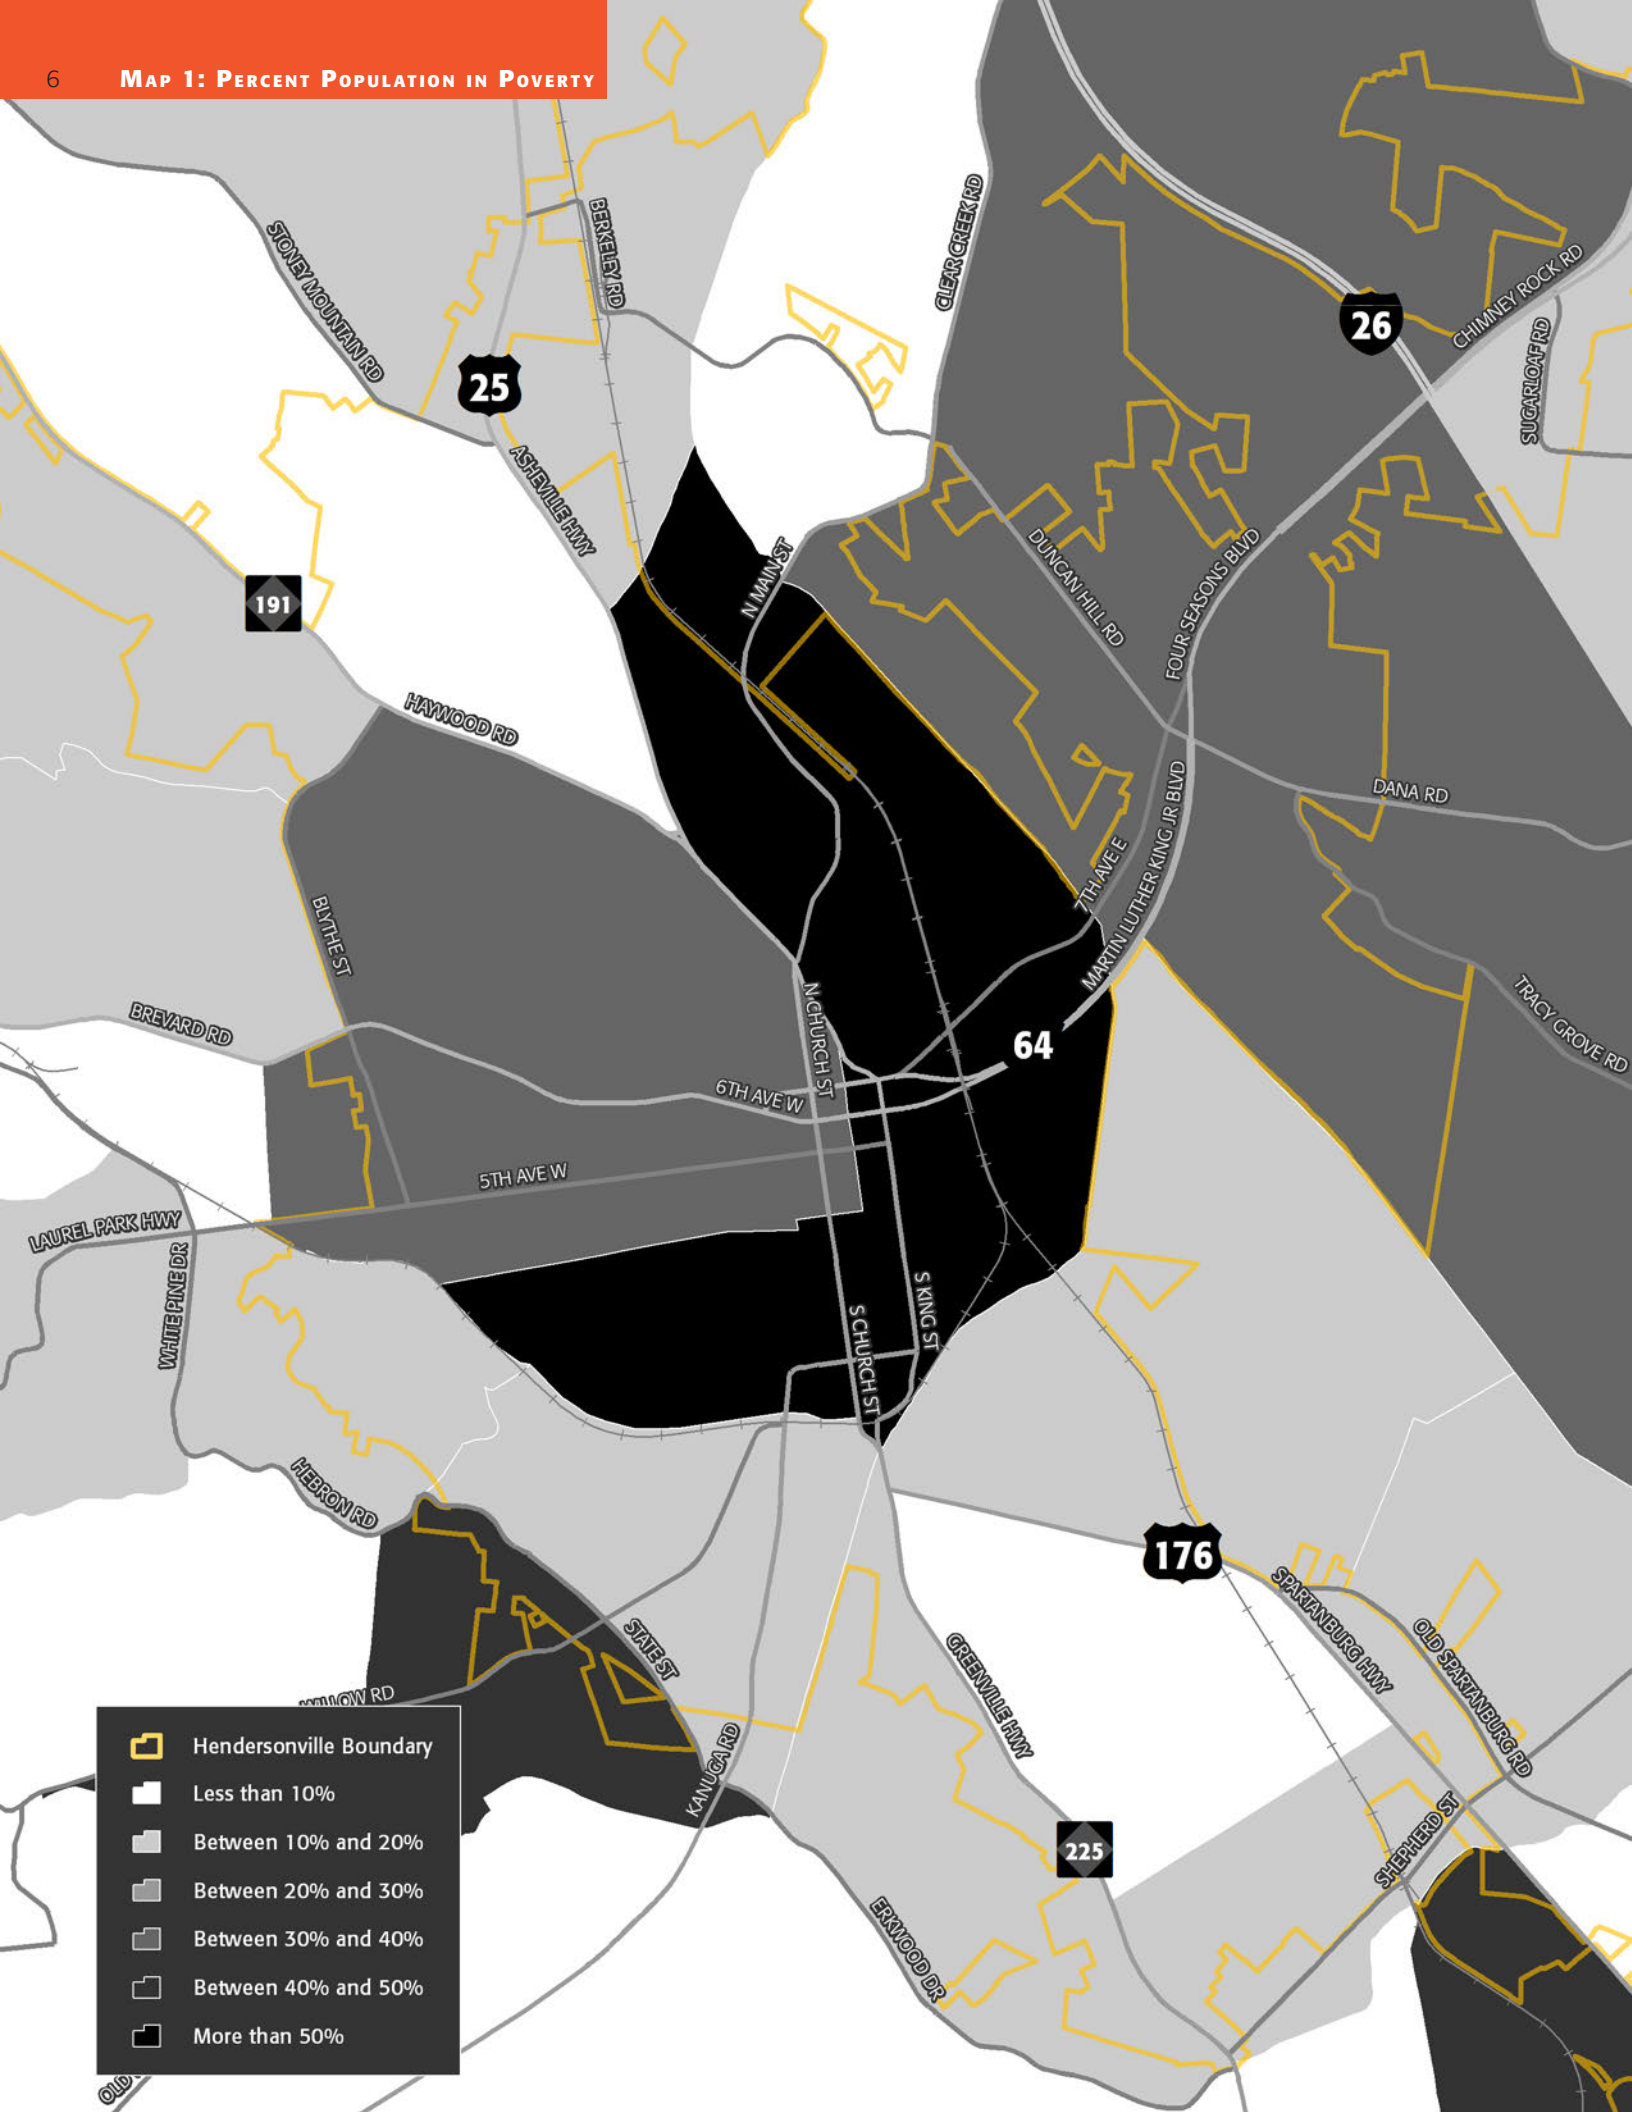 6 MAP 1: PERCENT POPULATION IN POVERTY
STONEY MOUNTAIN RD
BERKELEY RD
CLEAR CREEK RD
CHIMNEY ROCK RD
26
SUGARLOAF RD
25
ASHEVILLE HWY
N MAIN ST
DUNCAN HILL RD
FOUR SEASONS BLVD
191
HAYWOOD RD
DANA RD
7TH AVE E
MARTIN LUTHER KING JR BLVD
BLYTHE ST
BREVARD RD
N CHURCH ST
64
TRACY GROVE RD
6TH AVE W
5TH AVE W
LAUREL PARK HWY
WHITE PINE DR
S KING ST
S CHURCH ST
HEBRON RD
176
SPARTANBURG HWY
OLD SPARTANBURG RD
STATE ST
GREENVILLE HWY
WILLOW RD
KANUGA RD
SHEPHERD ST
225
ERKWOOD DR
Hendersonville Boundary
Less than 10%
Between 10% and 20%
Between 20% and 30%
Between 30% and 40%
Between 40% and 50%
More than 50%
OLD